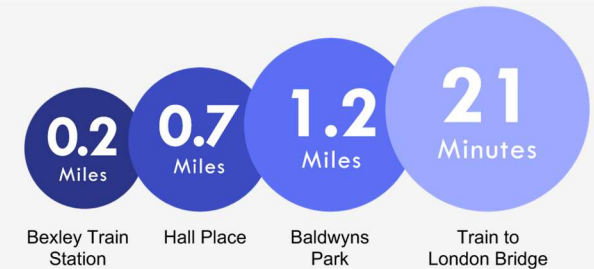 0.2
Miles
0.7
Miles
1.2
Miles
21
Minutes
Bexley Train
Station
Hall Place
Baldwyns
Park
Train to
London Bridge